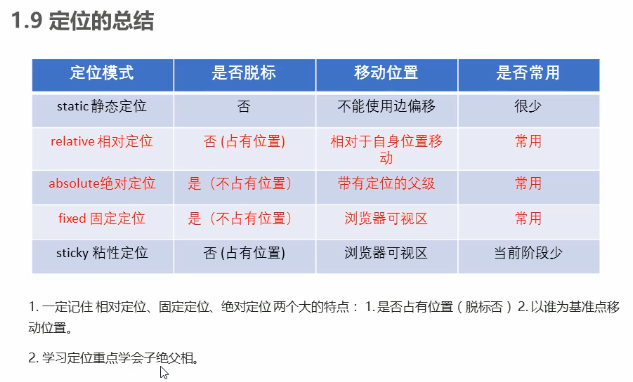 1.9 定位的总结
定位模式 是否脱标 移动位置 是否常用
static 静态定位 否 不能使用边偏移 很少
relative 相对定位 否 (占有位置) 相对于自身位置移
动 常用
absolute绝对定位 是（不占有位置） 带有定位的父级 常用
fixed 固定定位 是（不占有位置） 浏览器可视区 常用
sticky 粘性定位 否 (占有位置) 浏览器可视区 当前阶段少
1. 一定记住 相对定位、固定定位、绝对定位 两个大的特点： 1. 是否占有位置（脱标否） 2. 以谁为基准点移
动位置。
2. 学习定位重点学会子绝父相。